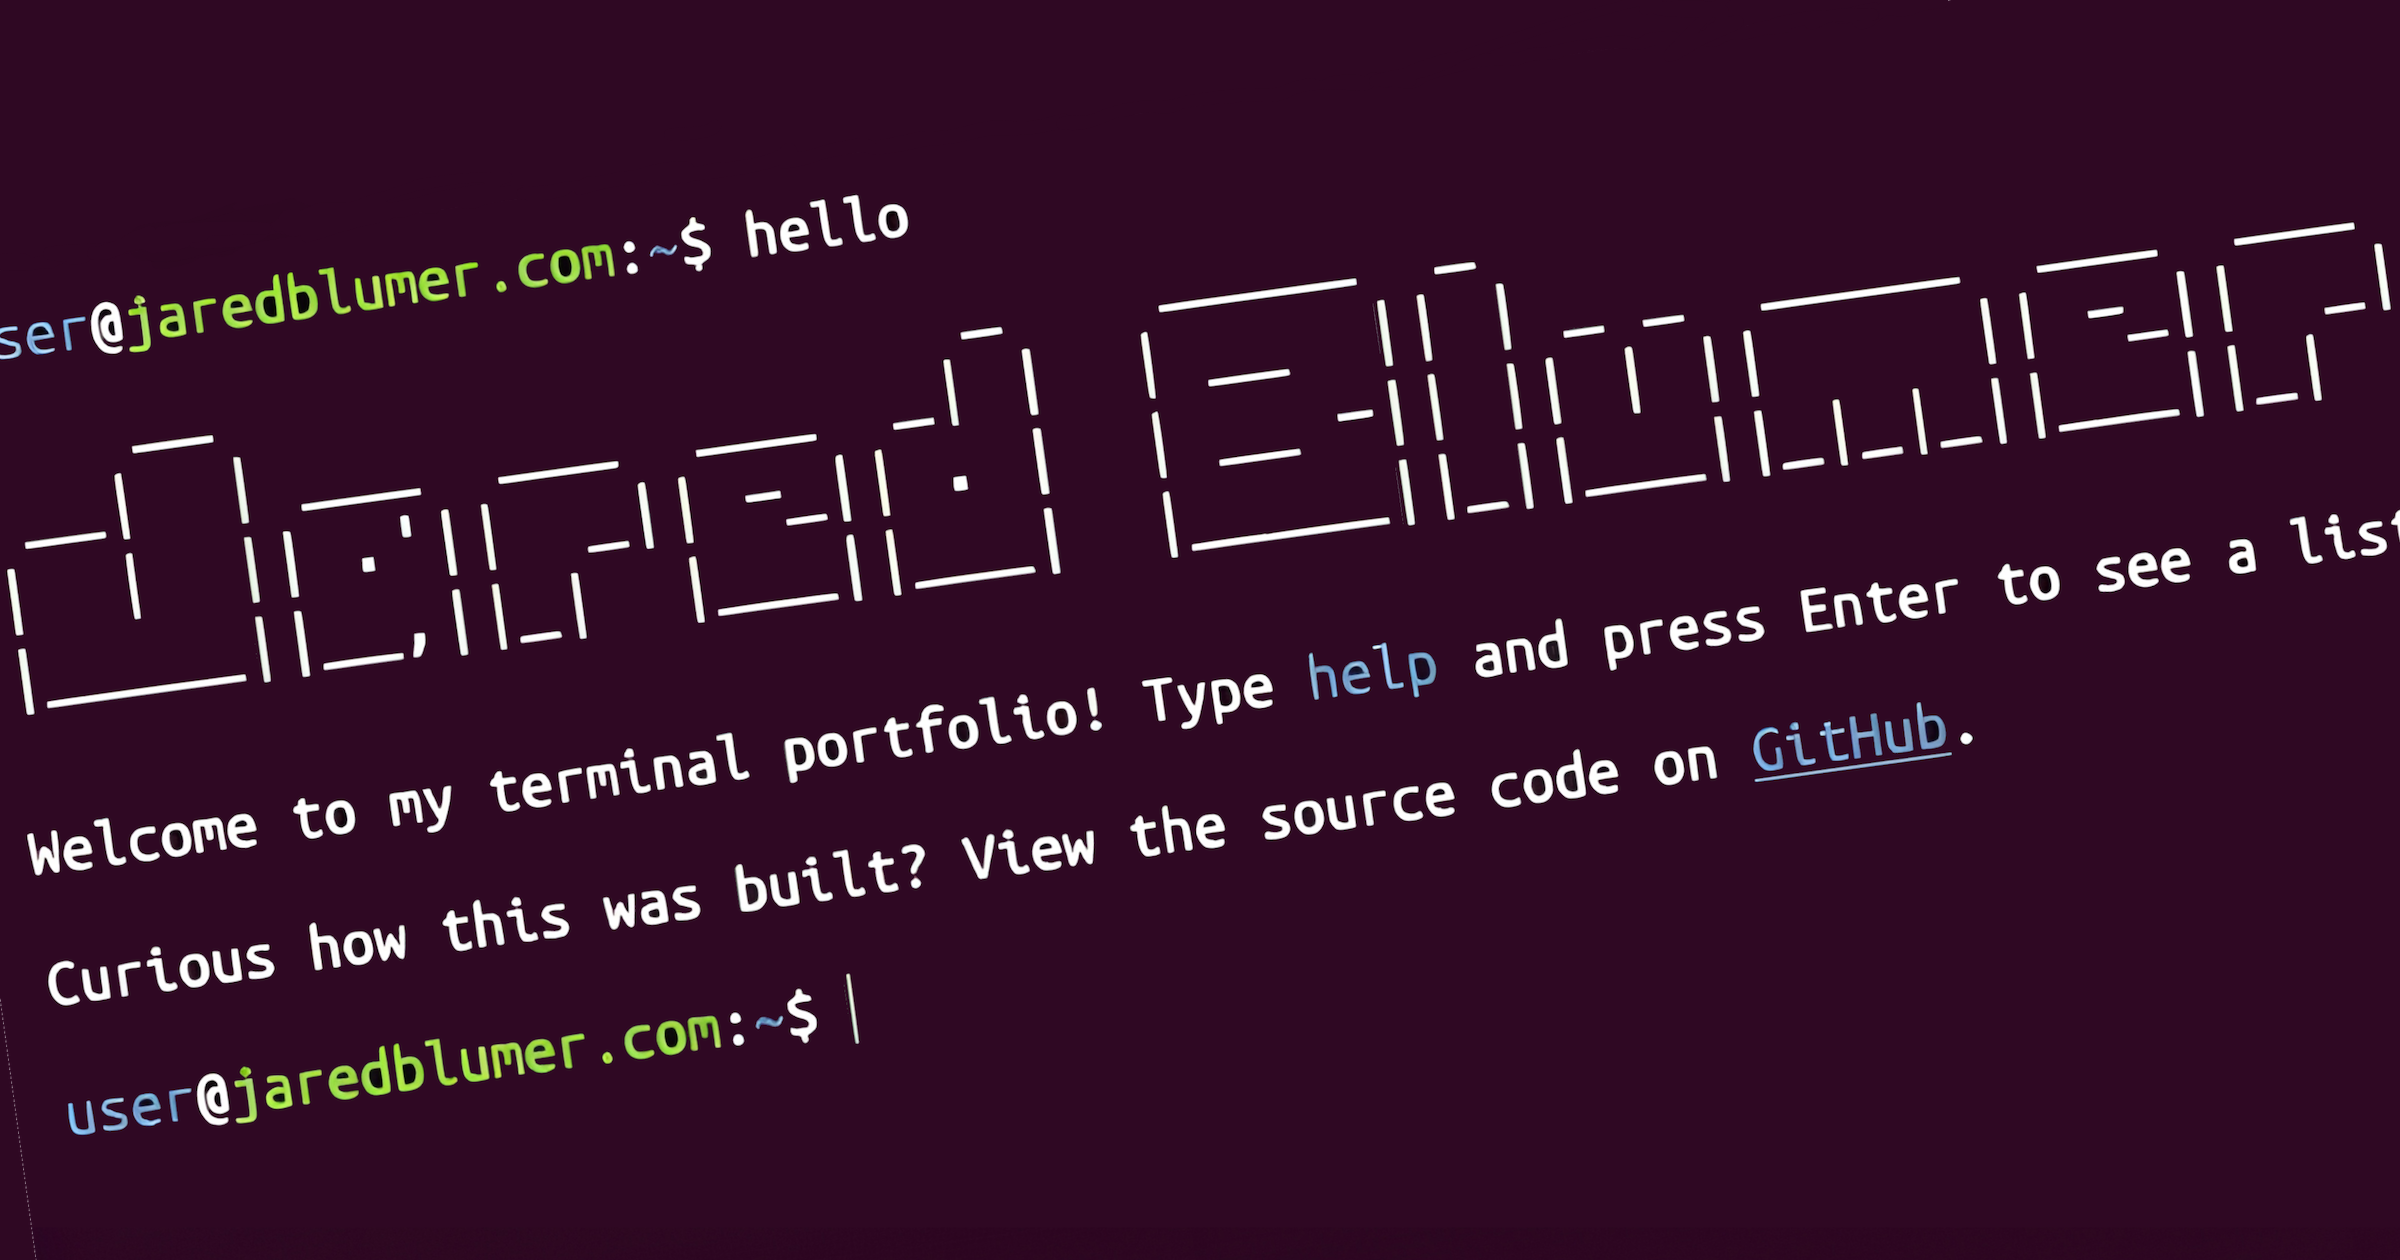 ser@jaredblumer.com:~$ hello
Jared Blumer
Welcome to my terminal portfolio! Type help and press Enter to see a list
Curious how this was built? View the source code on GitHub.
user@jaredblumer.com:~$